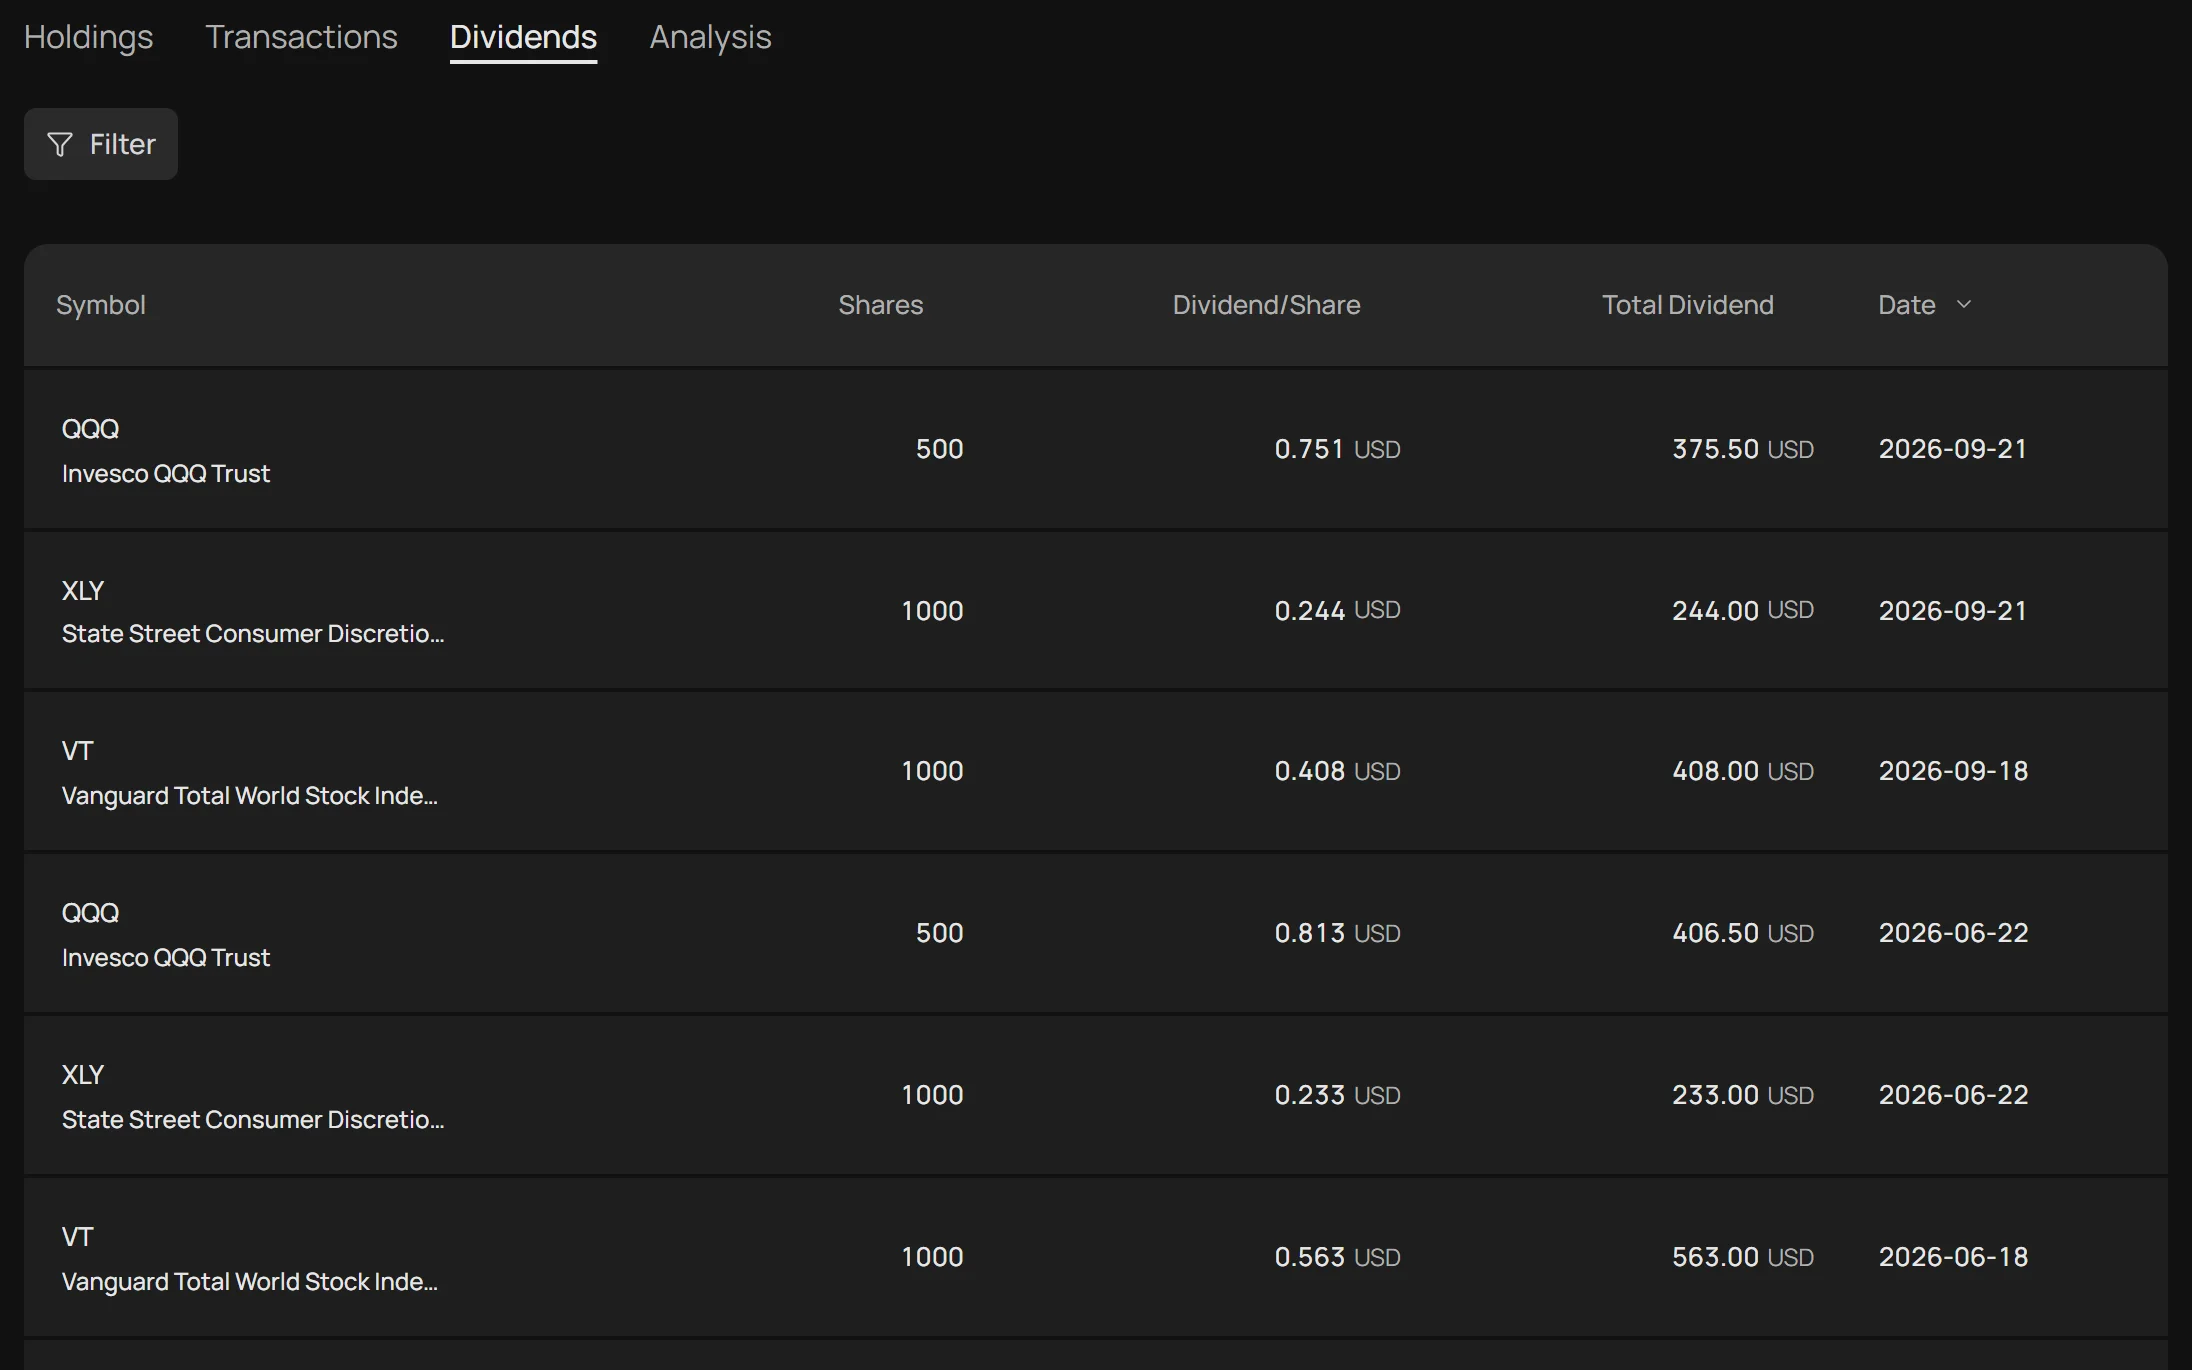 Holdings Transactions Dividends Analysis
Filter
Symbol Shares Dividend/Share Total Dividend Date
QQQ
Invesco QQQ Trust
500 0.751 USD 375.50 USD 2026-09-21
XLY
State Street Consumer Discretio...
1000 0.244 USD 244.00 USD 2026-09-21
VT
Vanguard Total World Stock Inde...
1000 0.408 USD 408.00 USD 2026-09-18
QQQ
Invesco QQQ Trust
500 0.813 USD 406.50 USD 2026-06-22
XLY
State Street Consumer Discretio...
1000 0.233 USD 233.00 USD 2026-06-22
VT
Vanguard Total World Stock Inde...
1000 0.563 USD 563.00 USD 2026-06-18